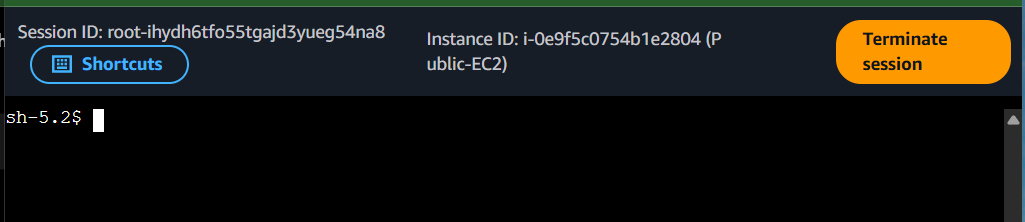 Session ID: root-ihydh6tfo55tgajd3yueg54na8
Shortcuts
Instance ID: i-0e9f5c0754b1e2804 (P
ublic-EC2)
Terminate
session
sh-5.2$